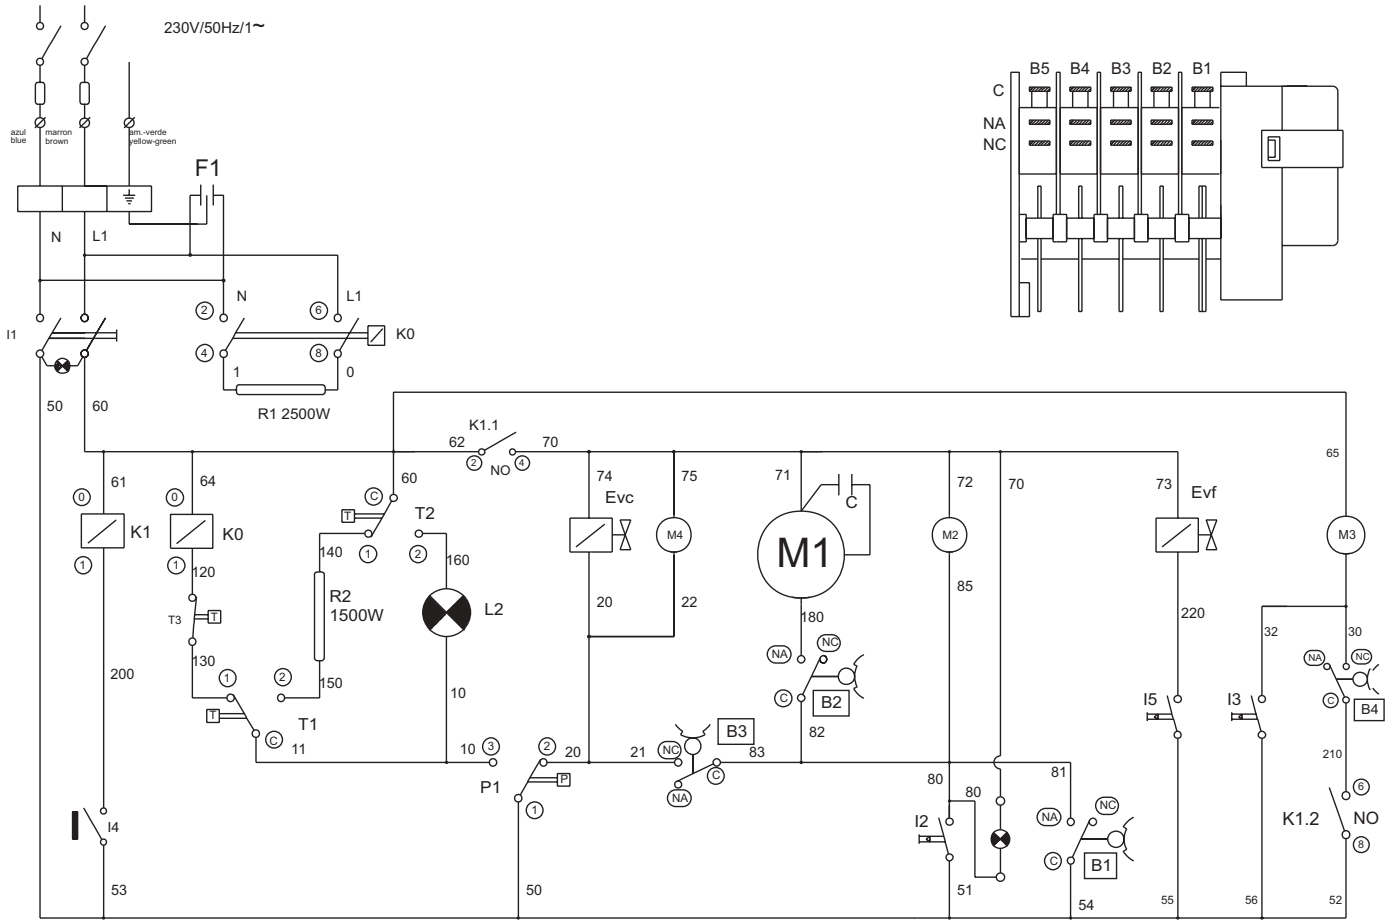 230V/50Hz/1~
azul
blue
marron
brown
am.-verde
yellow-green
F1
N
L1
B5 B4 B3 B2 B1
C
NA
NC
N
L1
2
6
I1
K0
4
8
1
0
R1 2500W
50
60
K1.1
62
70
2
NO
4
61
64
60
74
75
71
72
70
73
65
0
0
C
T
T2
Evc
C
Evf
K1
K0
M4
M1
M2
M3
1
1
1
2
120
140
160
20
22
180
85
220
32
30
T3
T
R2
1500W
L2
NA
NC
NA
NC
130
200
1
2
150
10
C
B2
I5
I3
C
B4
T
T1
C
11
10
3
2
20
21
NC
B3
83
82
C
210
P1
P
1
NA
80
80
81
6
I4
I2
NA
NC
K1.2
NO
8
C
B1
53
50
51
54
55
56
52